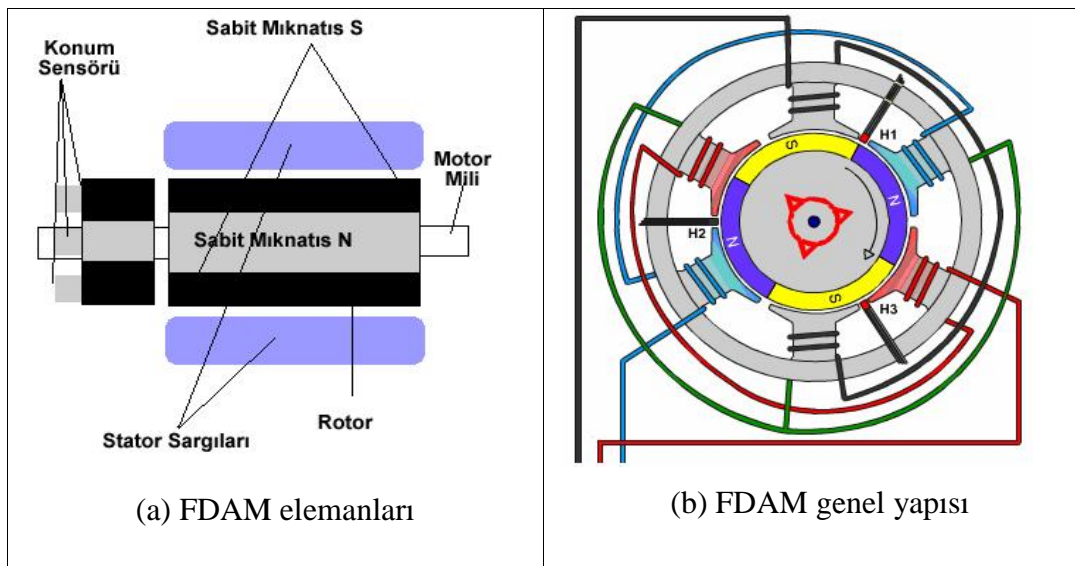 Sabit Mıknatıs S
Konum
Sensörü
Motor
Mili
Sabit Mıknatıs N
Rotor
Stator Sargıları
(a) FDAM elemanları
H1
S
N
H2
N
S
H3
(b) FDAM genel yapısı